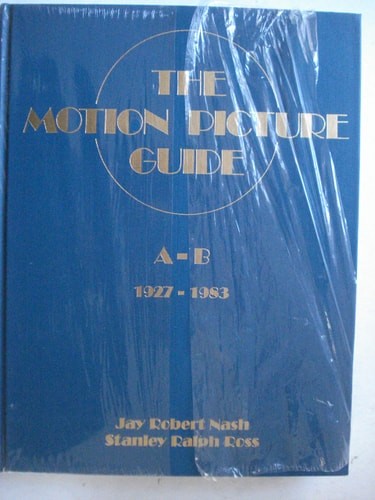 THE
MOTION PICTURE
GUIDE
A-B
1927-1983
Jay Robert Nash
Stanley Ralph Ross